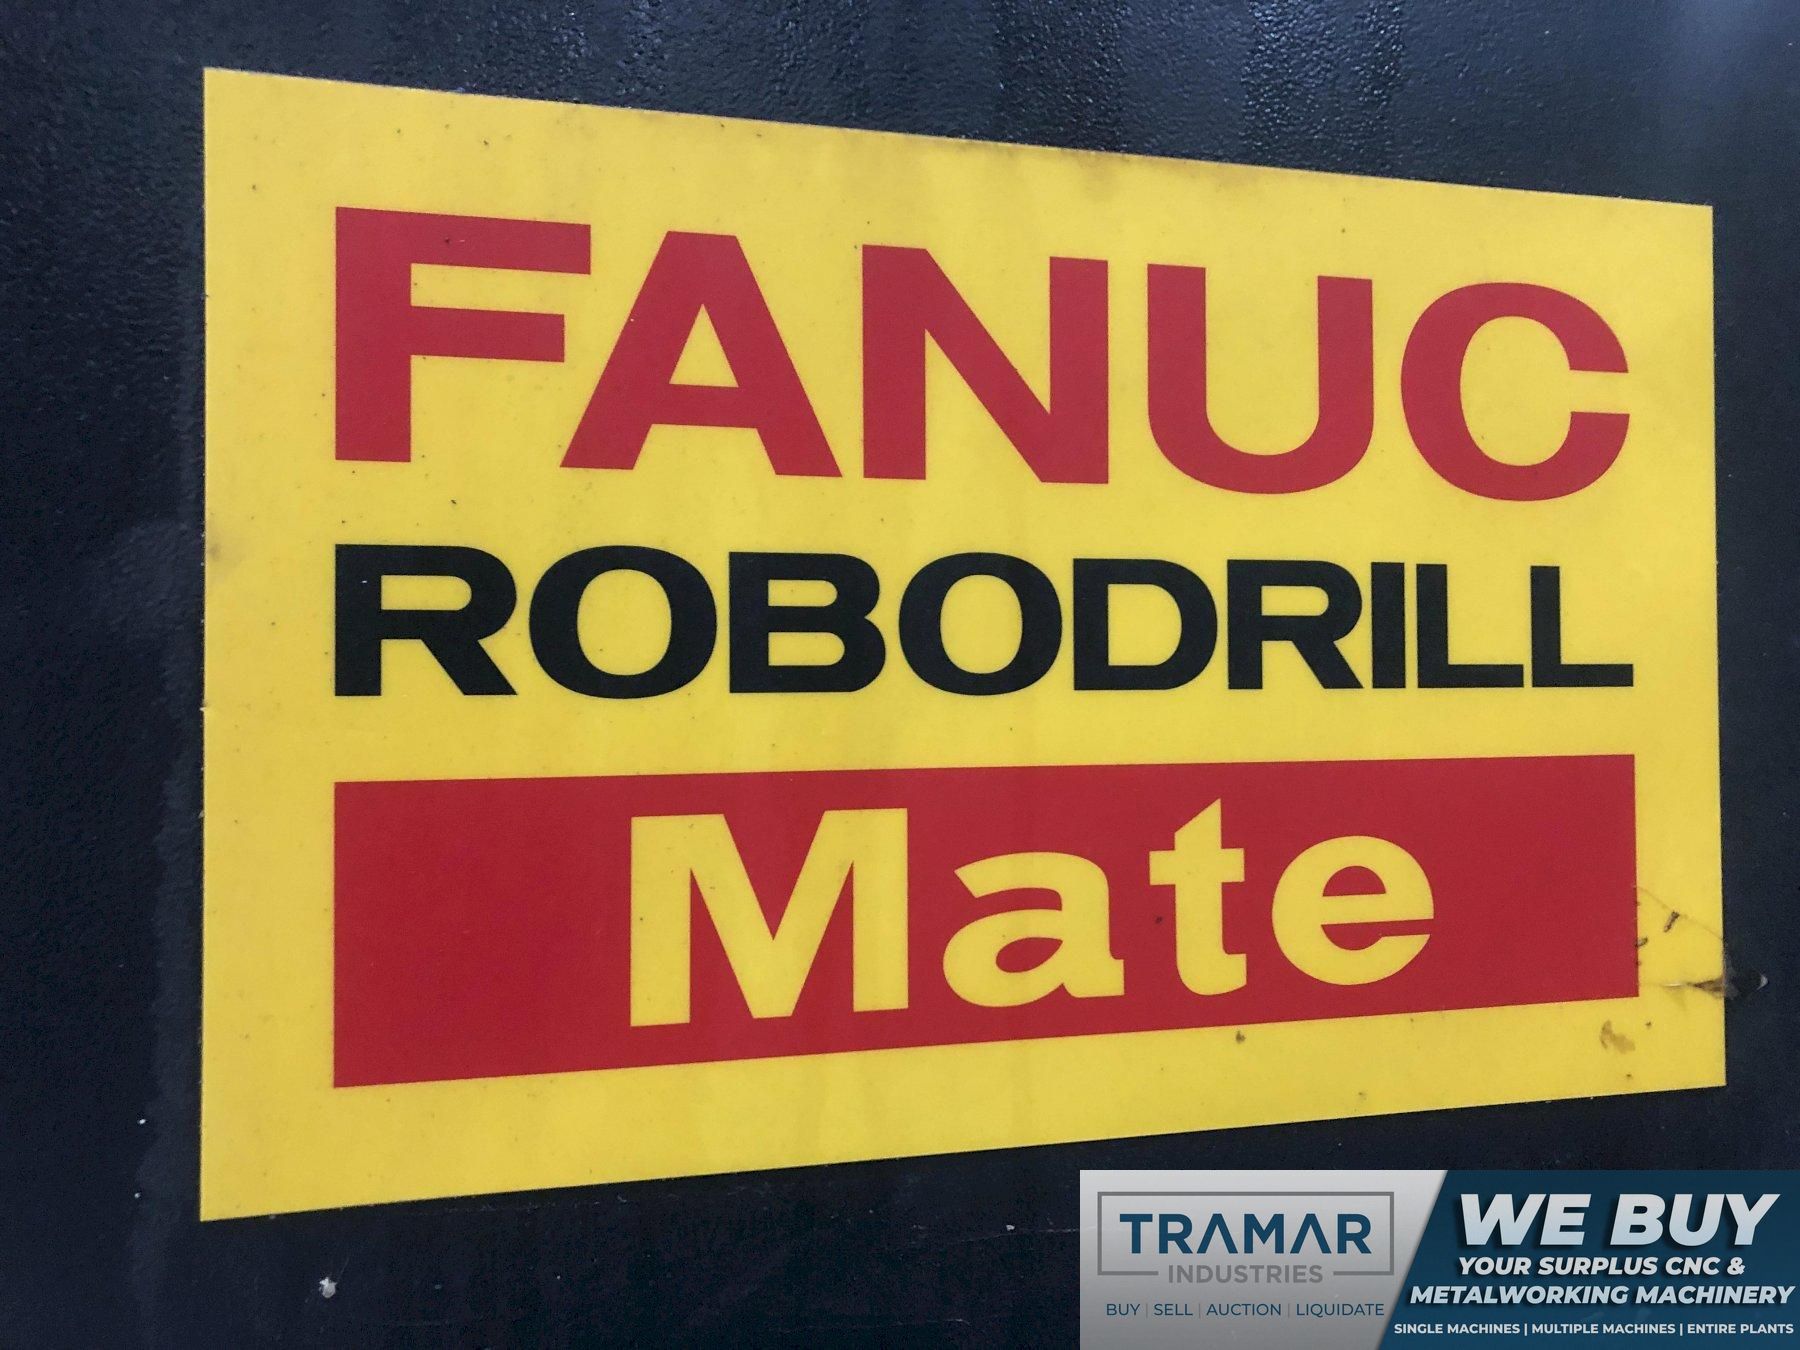 FANUC
ROBODRILL
Mate
TRAMAR
INDUSTRIES
BUY | SELL | AUCTION | LIQUIDATE
WE BUY
YOUR SURPLUS CNC &
METALWORKING MACHINERY
SINGLE MACHINES | MULTIPLE MACHINES | ENTIRE PLANTS